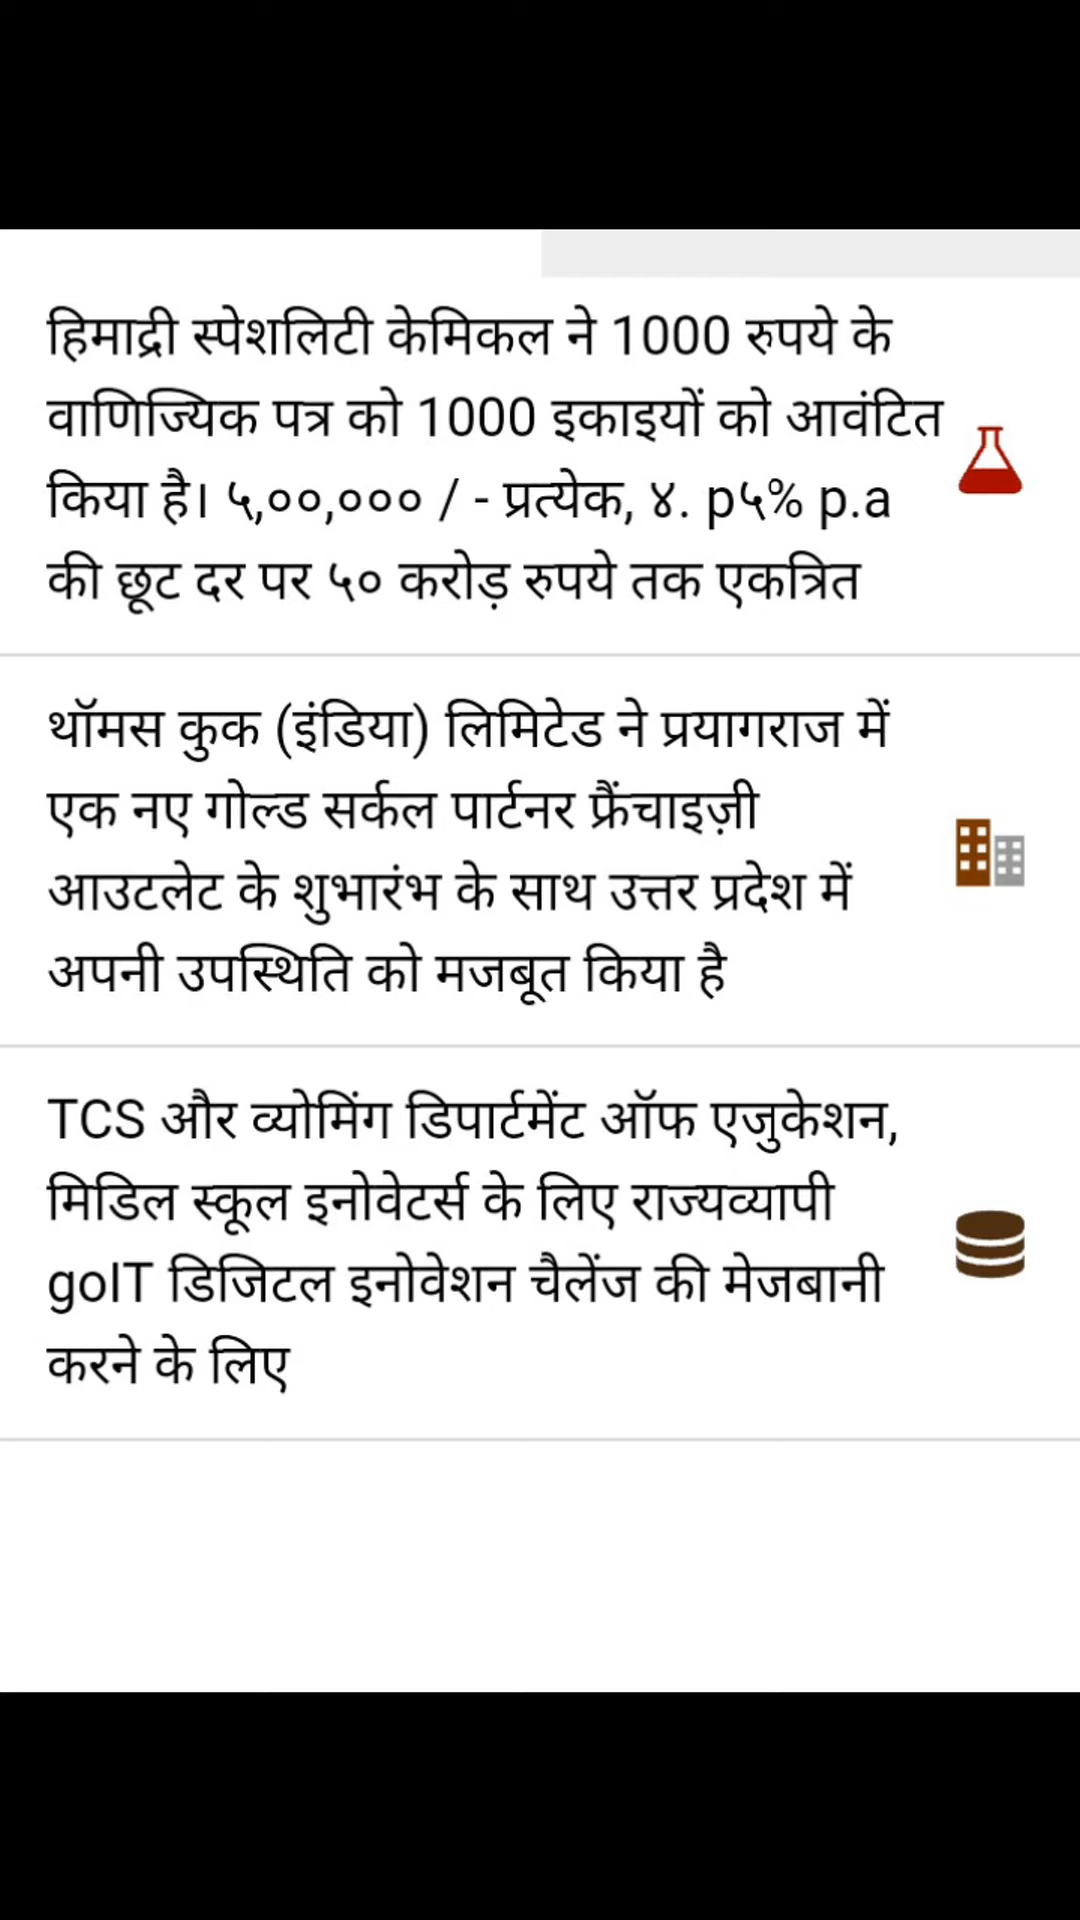 हिमाद्री स्पेशलिटी केमिकल ने 1000 रुपये के
वाणिज्यिक पत्र को 1000 इकाइयों को आवंटित
किया है। ५,००,००० / - प्रत्येक, ४. p५% p.a
की छूट दर पर ५० करोड़ रुपये तक एकत्रित
थॉमस कुक (इंडिया) लिमिटेड ने प्रयागराज में
एक नए गोल्ड सर्कल पार्टनर फ्रैंचाइज़ी
आउटलेट के शुभारंभ के साथ उत्तर प्रदेश में
अपनी उपस्थिति को मजबूत किया है
TCS और व्योमिंग डिपार्टमेंट ऑफ एजुकेशन,
मिडिल स्कूल इनोवेटर्स के लिए राज्यव्यापी
goIT डिजिटल इनोवेशन चैलेंज की मेजबानी
करने के लिए